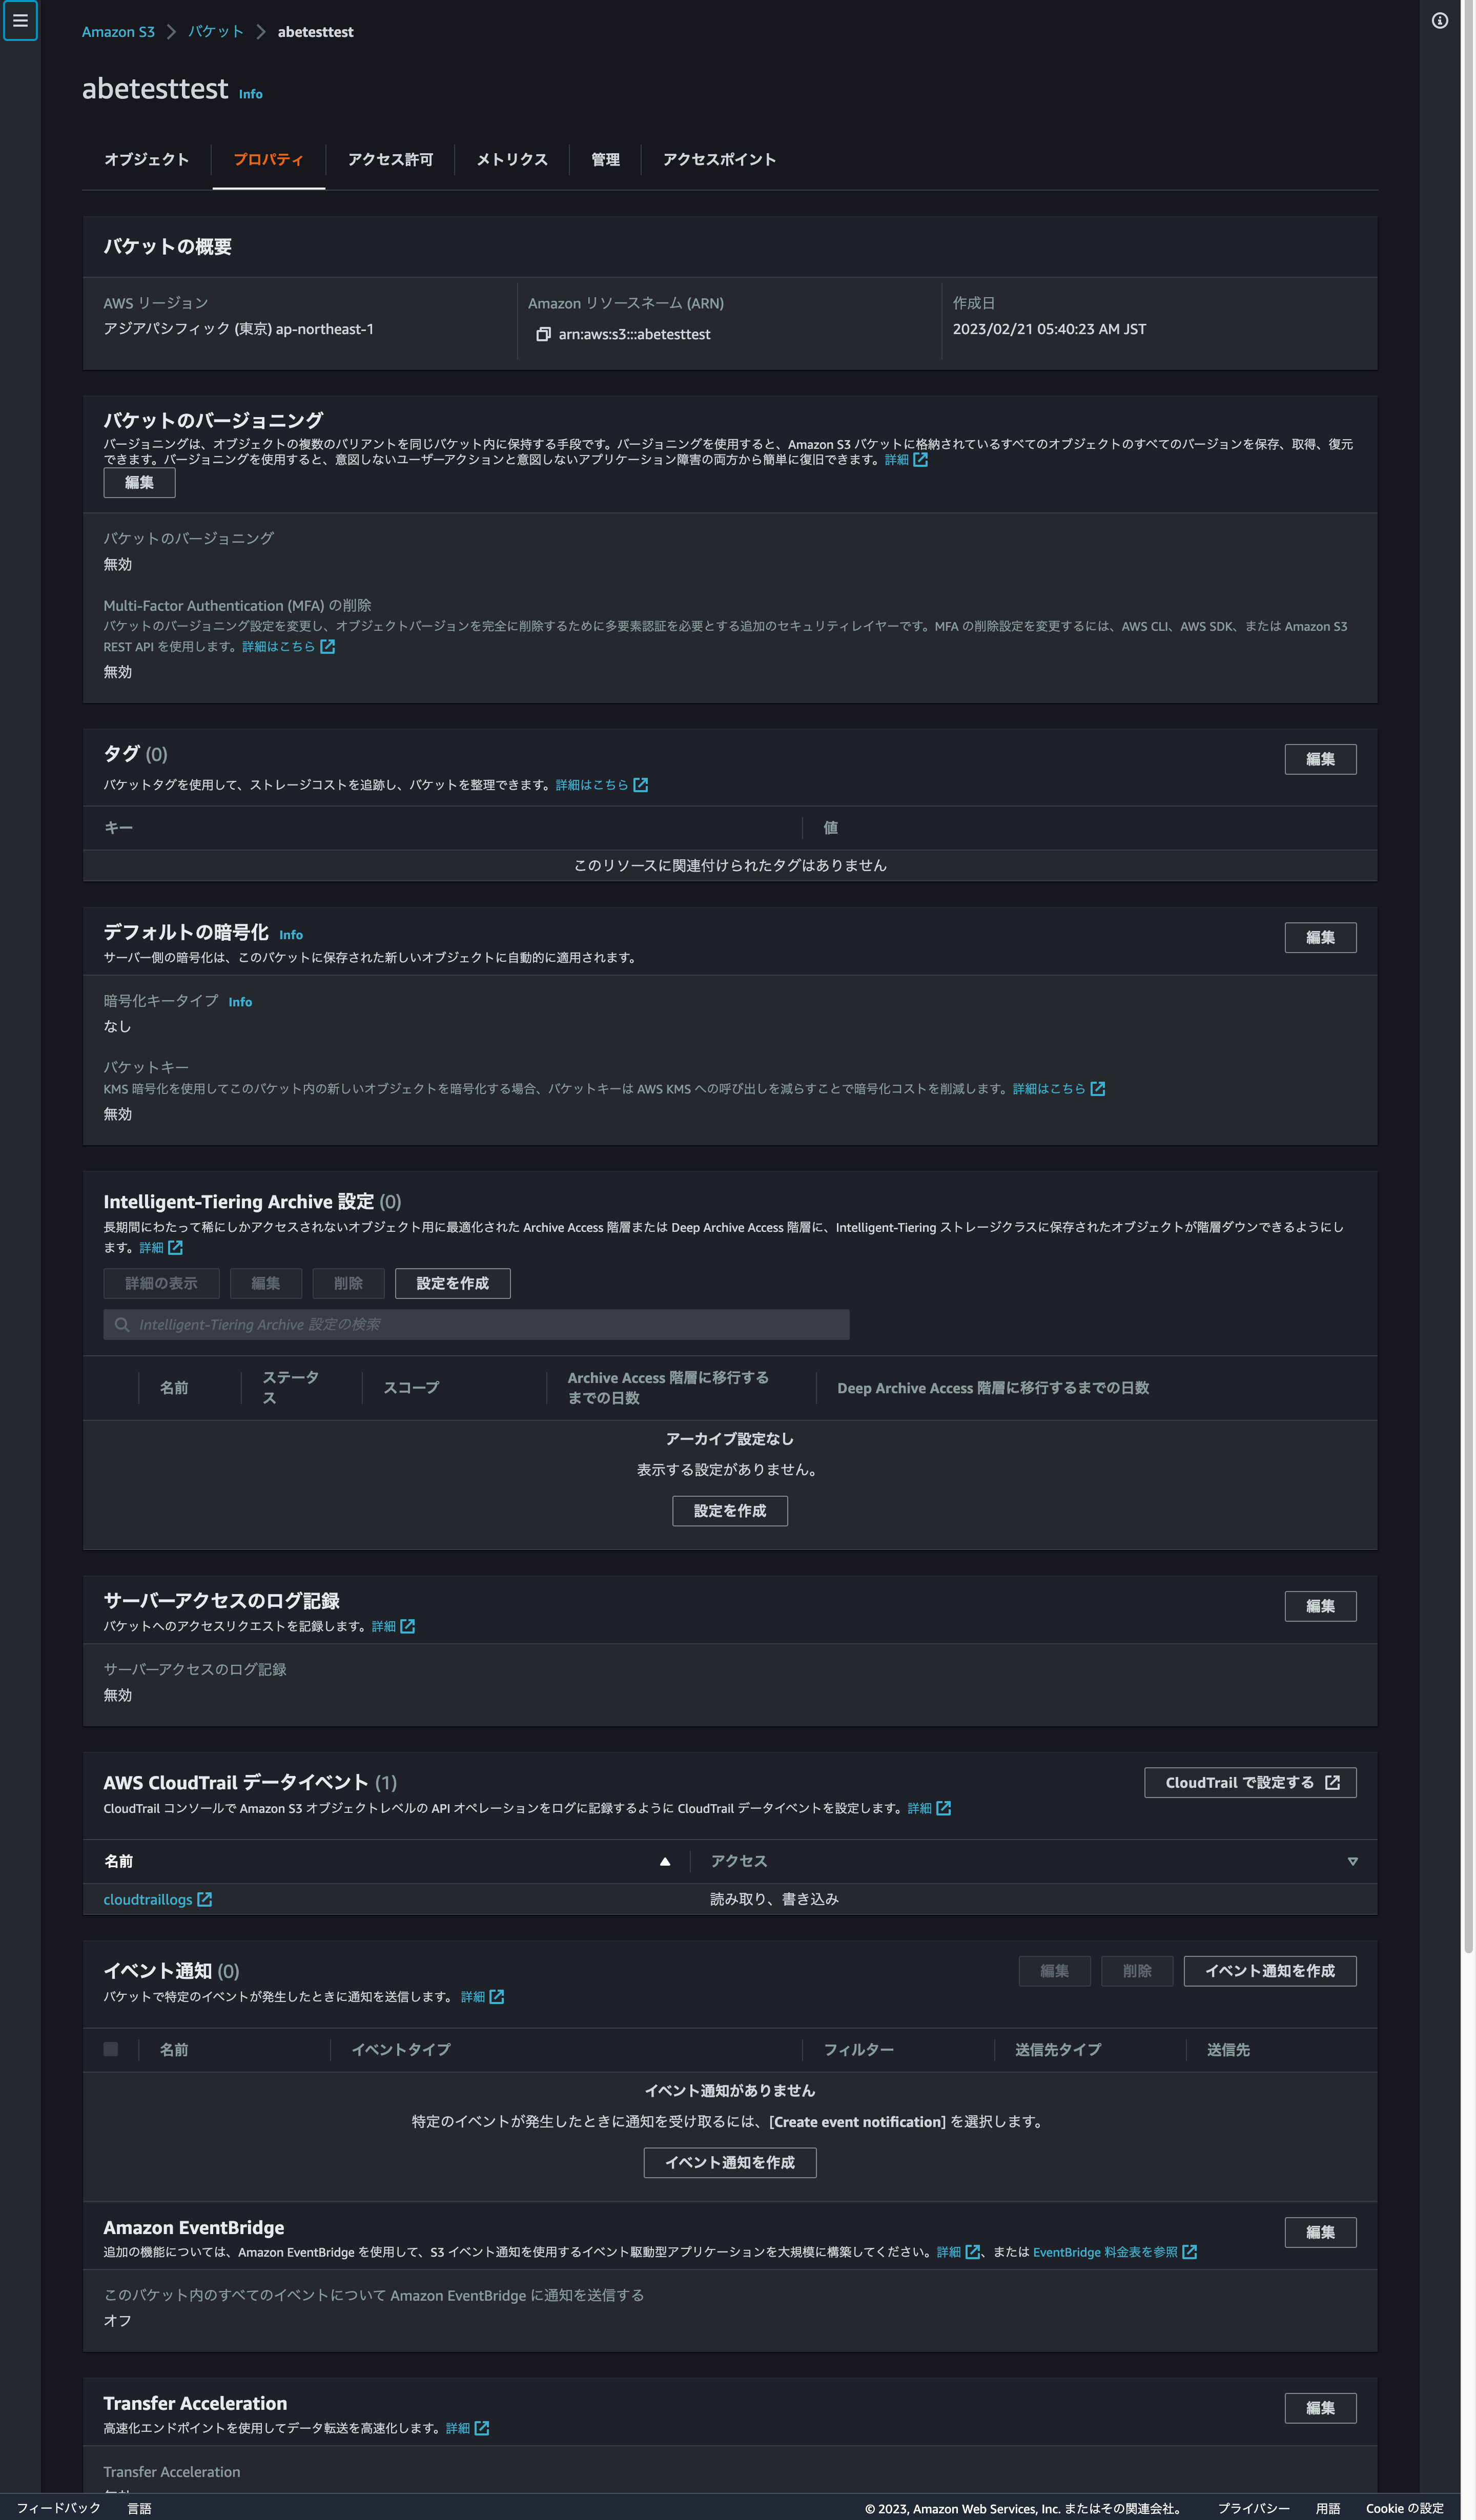 Amazon S3 > バケット > abetesttest
abetesttest Info
オブジェクト プロパティ アクセス許可 メトリクス 管理 アクセスポイント
バケットの概要
AWS リージョン
アジアパシフィック (東京) ap-northeast-1
Amazon リソースネーム (ARN)
arn:aws:s3:::abetesttest
作成日
2023/02/21 05:40:23 AM JST
バケットのバージョニング
バージョニングは、オブジェクトの複数のバリアントを同じバケット内に保持する手段です。バージョニングを使用すると、Amazon S3 バケットに格納されているすべてのオブジェクトのすべてのバージョンを保存、取得、復元
できます。バージョニングを使用すると、意図しないユーザーアクションと意図しないアプリケーション障害の両方から簡単に復旧できます。詳細
編集
バケットのバージョニング
無効
Multi-Factor Authentication (MFA) の削除
バケットのバージョニング設定を変更し、オブジェクトバージョンを完全に削除するために多要素認証を必要とする追加のセキュリティレイヤーです。MFA の削除設定を変更するには、AWS CLI、AWS SDK、または Amazon S3
REST API を使用します。詳細はこちら
無効
タグ (0)
編集
バケットタグを使用して、ストレージコストを追跡し、バケットを整理できます。詳細はこちら
キー 値
このリソースに関連付けられたタグはありません
デフォルトの暗号化 Info
編集
サーバー側の暗号化は、このバケットに保存された新しいオブジェクトに自動的に適用されます。
暗号化キータイプ Info
なし
バケットキー
KMS 暗号化を使用してこのバケット内の新しいオブジェクトを暗号化する場合、バケットキーは AWS KMS への呼び出しを減らすことで暗号化コストを削減します。詳細はこちら
無効
Intelligent-Tiering Archive 設定 (0)
長期間にわたって稀にしかアクセスされないオブジェクト用に最適化された Archive Access 階層または Deep Archive Access 階層に、Intelligent-Tiering ストレージクラスに保存されたオブジェクトが階層ダウンできるようにし
ます。詳細
詳細の表示 編集 削除 設定を作成
Intelligent-Tiering Archive 設定の検索
名前 ステータ
ス スコープ Archive Access 階層に移行する
までの日数 Deep Archive Access 階層に移行するまでの日数
アーカイブ設定なし
表示する設定がありません。
設定を作成
サーバーアクセスのログ記録
編集
バケットへのアクセスリクエストを記録します。詳細
サーバーアクセスのログ記録
無効
AWS CloudTrail データイベント (1)
CloudTrail で設定する
CloudTrail コンソールで Amazon S3 オブジェクトレベルの API オペレーションをログに記録するように CloudTrail データイベントを設定します。詳細
名前 アクセス
cloudtraillogs 読み取り、書き込み
イベント通知 (0)
編集 削除 イベント通知を作成
バケットで特定のイベントが発生したときに通知を送信します。 詳細
名前 イベントタイプ フィルター 送信先タイプ 送信先
イベント通知がありません
特定のイベントが発生したときに通知を受け取るには、[Create event notification] を選択します。
イベント通知を作成
Amazon EventBridge
編集
追加の機能については、Amazon EventBridge を使用して、S3 イベント通知を使用するイベント駆動型アプリケーションを大規模に構築してください。詳細、または EventBridge 料金表を参照
このバケット内のすべてのイベントについて Amazon EventBridge に通知を送信する
オフ
Transfer Acceleration
編集
高速化エンドポイントを使用してデータ転送を高速化します。詳細
Transfer Acceleration
フィードバック 言語 © 2023, Amazon Web Services, Inc. またはその関連会社。 プライバシー 用語 Cookie の設定